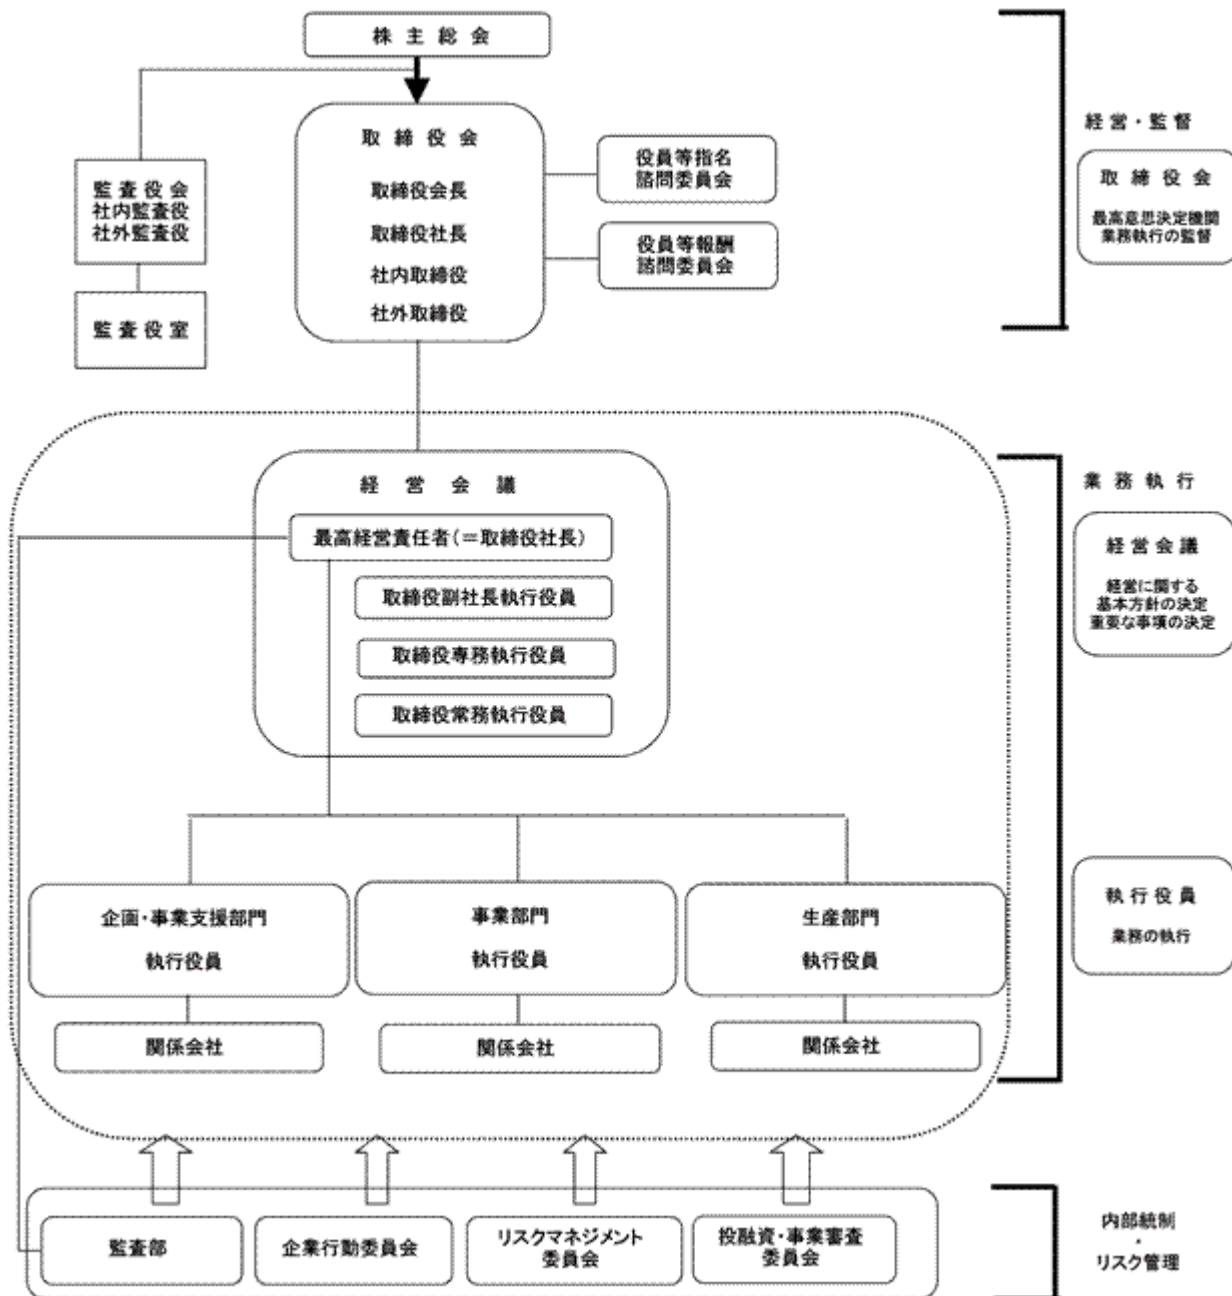 株主総会
取締役会
取締役会長
取締役社長
社内取締役
社外取締役
監査役会
社内監査役
社外監査役
監査役室
役員等指名
諮問委員会
役員等報酬
諮問委員会
経営・監督
取締役会
最高意思決定機関
業務執行の監督
経営会議
最高経営責任者(=取締役社長)
取締役副社長執行役員
取締役専務執行役員
取締役常務執行役員
業務執行
経営会議
経営に関する
基本方針の決定
重要な事項の決定
企画・事業支援部門
執行役員
関係会社
事業部門
執行役員
関係会社
生産部門
執行役員
関係会社
執行役員
業務の執行
監査部
企業行動委員会
リスクマネジメント
委員会
投融資・事業審査
委員会
内部統制
・
リスク管理